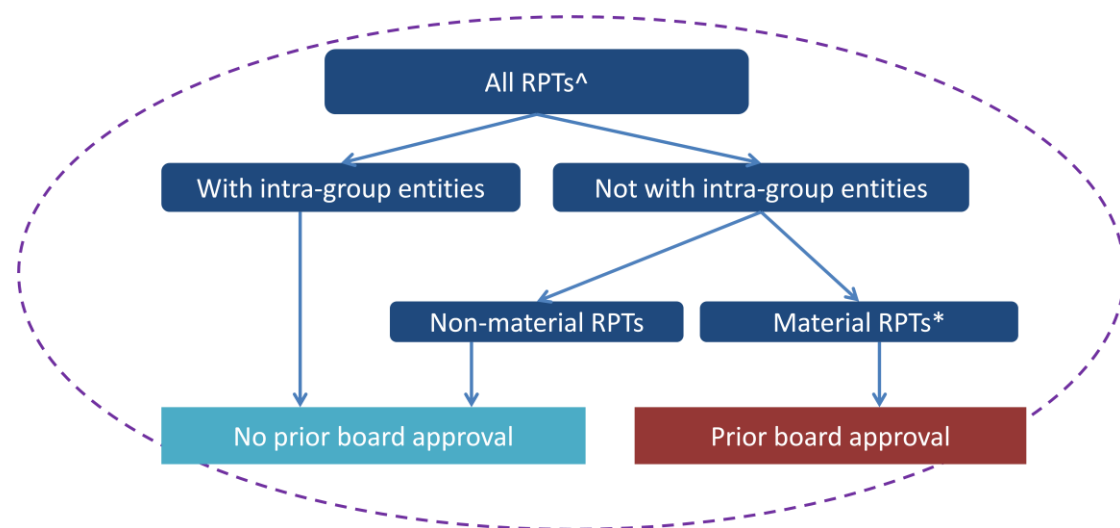 All RPTs^
With intra-group entities
Not with intra-group entities
Non-material RPTs
Material RPTs*
No prior board approval
Prior board approval